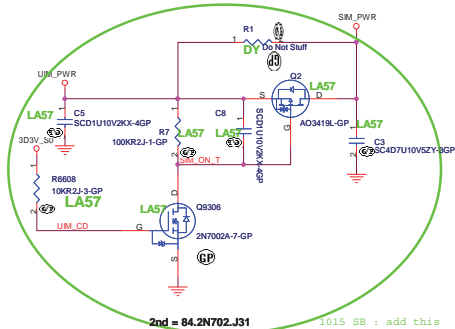 SIM_PWR
R1
1
2
DY
Do Not Stuff
GP
UIM_PWR
Q2
LA57
S
D
G
AO3419L-GP
LA57
C5
SCD1U10V2KX-4GP
3D3V_S0
R7
LA57
100KR2J-1-GP
C8
LA57
SCD1U10V2KX-4GP
LA57
C3
SC4D7U10V5ZY-3GP
SIM_ON_T
R6608
10KR2J-3-GP
LA57
UIM_CD
LA57
D
G
S
Q9306
2N7002A-7-GP
GP
2nd = 84.2N702.J31
1015 SB : add this